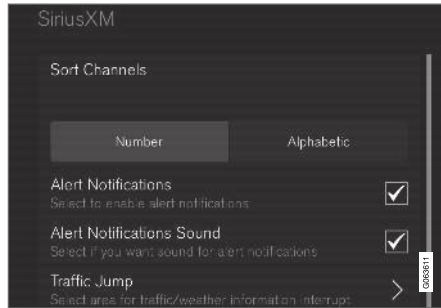 SiriusXM
Sort Channels
Number Alphabetic
Alert Notifications
Select to enable alert notifications
Alert Notifications Sound
Select if you want sound for alert notifications
Traffic Jump
Select area for traffic/weather information interrupt
G063611